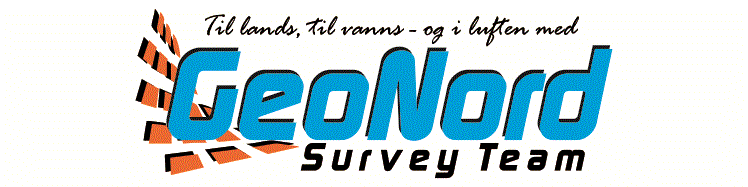 Til lands, til vanns - og i luften med
GeoNord
Survey Team